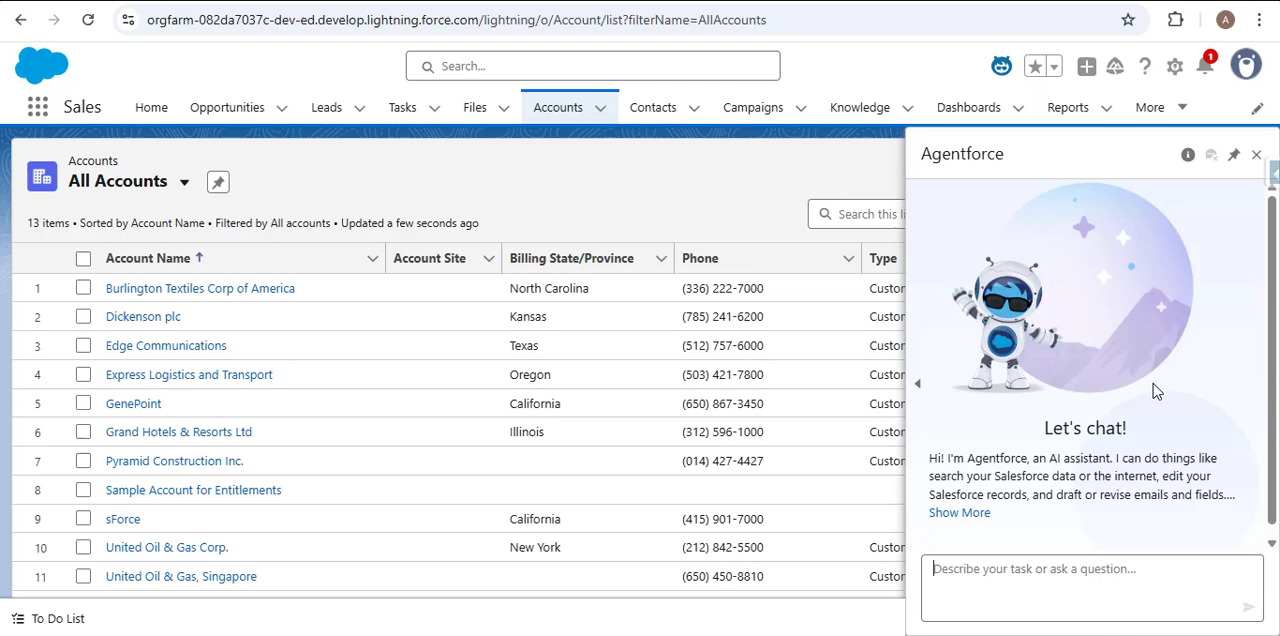 orgfarm-082da7037c-dev-ed.develop.lightning.force.com/lightning/o/Account/list?filterName=AllAccounts
A
Search...
1
Sales Home Opportunities Leads Tasks Files Accounts Contacts Campaigns Knowledge Dashboards Reports More
Accounts
All Accounts
13 items • Sorted by Account Name • Filtered by All accounts • Updated a few seconds ago
Search this li
Account Name Account Site Billing State/Province Phone Type
1 Burlington Textiles Corp of America North Carolina (336) 222-7000 Custor
2 Dickenson plc Kansas (785) 241-6200 Custor
3 Edge Communications Texas (512) 757-6000 Custor
4 Express Logistics and Transport Oregon (503) 421-7800 Custor
5 GenePoint California (650) 867-3450 Custor
6 Grand Hotels & Resorts Ltd Illinois (312) 596-1000 Custor
7 Pyramid Construction Inc. (014) 427-4427 Custor
8 Sample Account for Entitlements
9 sForce California (415) 901-7000
10 United Oil & Gas Corp. New York (212) 842-5500 Custor
11 United Oil & Gas, Singapore (650) 450-8810 Custor
To Do List
Agentforce
Let's chat!
Hi! I'm Agentforce, an AI assistant. I can do things like
search your Salesforce data or the internet, edit your
Salesforce records, and draft or revise emails and fields....
Show More
Describe your task or ask a question...